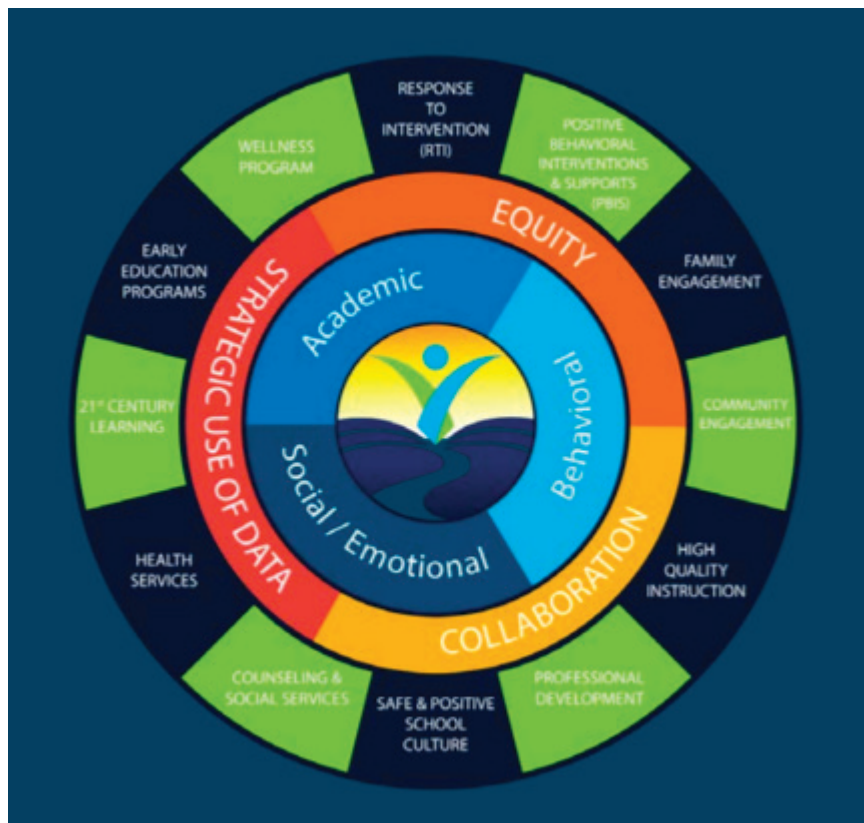 RESPONSE
TO
INTERVENTION
(RTI)
POSITIVE
BEHAVIORAL
INTERVENTIONS
& SUPPORTS
(PBIS)
FAMILY
ENGAGEMENT
COMMUNITY
ENGAGEMENT
HIGH
QUALITY
INSTRUCTION
PROFESSIONAL
DEVELOPMENT
SAFE & POSITIVE
SCHOOL
CULTURE
COUNSELING &
SOCIAL SERVICES
HEALTH
SERVICES
21ST CENTURY
LEARNING
EARLY
EDUCATION
PROGRAMS
WELLNESS
PROGRAM
EQUITY
COLLABORATION
STRATEGIC USE OF DATA
Academic
Behavioral
Social / Emotional